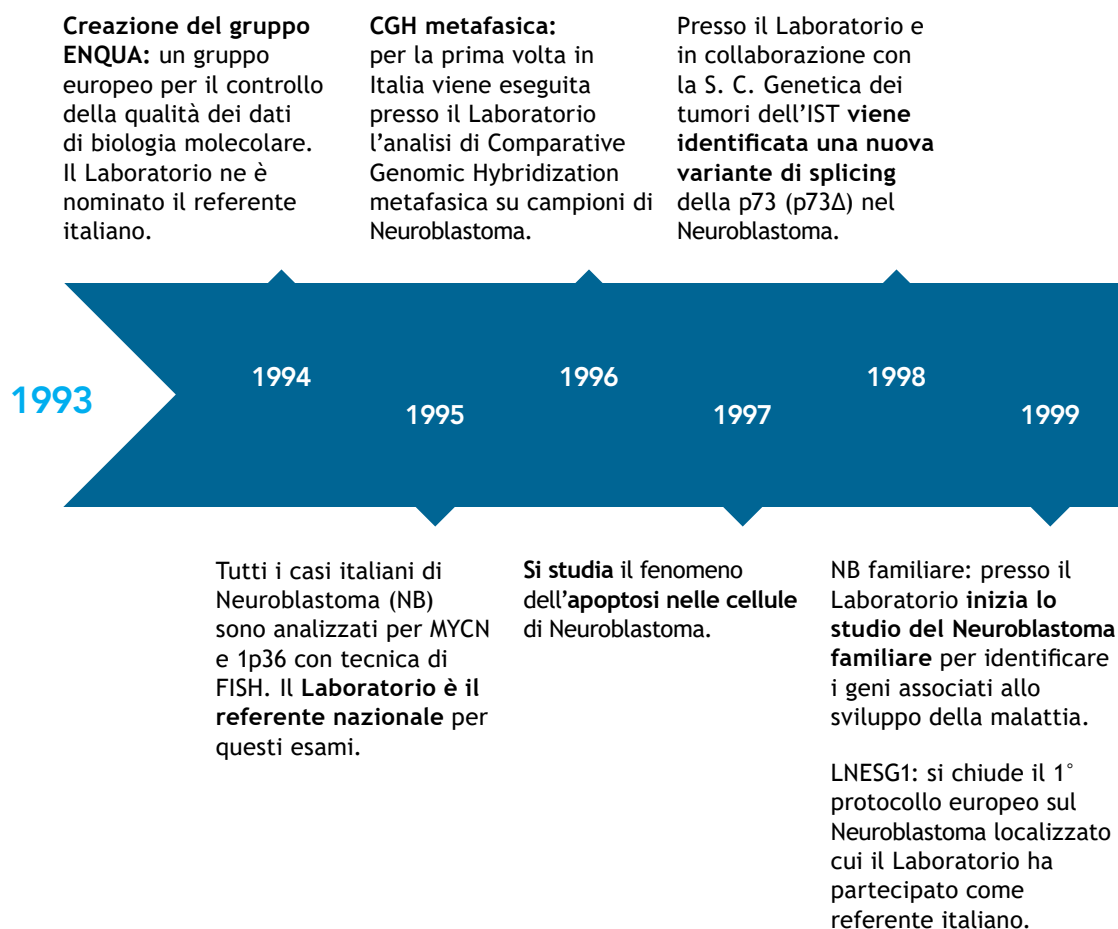 Creazione del gruppo
ENQUA: un gruppo
europeo per il controllo
della qualità dei dati
di biologia molecolare.
Il Laboratorio ne è
nominato il referente
italiano.
CGH metafasica:
per la prima volta in
Italia viene eseguita
presso il Laboratorio
l’analisi di Comparative
Genomic Hybridization
metafasica su campioni di
Neuroblastoma.
Presso il Laboratorio e
in collaborazione con
la S. C. Genetica dei
tumori dell’IST viene
identificata una nuova
variante di splicing
della p73 (p73Δ) nel
Neuroblastoma.
1993
1994
1995
1996
1997
1998
1999
Tutti i casi italiani di
Neuroblastoma (NB)
sono analizzati per MYCN
e 1p36 con tecnica di
FISH. Il Laboratorio è il
referente nazionale per
questi esami.
Si studia il fenomeno
dell’apoptosi nelle cellule
di Neuroblastoma.
NB familiare: presso il
Laboratorio inizia lo
studio del Neuroblastoma
familiare per identificare
i geni associati allo
sviluppo della malattia.
LNESG1: si chiude il 1°
protocollo europeo sul
Neuroblastoma localizzato
cui il Laboratorio ha
partecipato come
referente italiano.